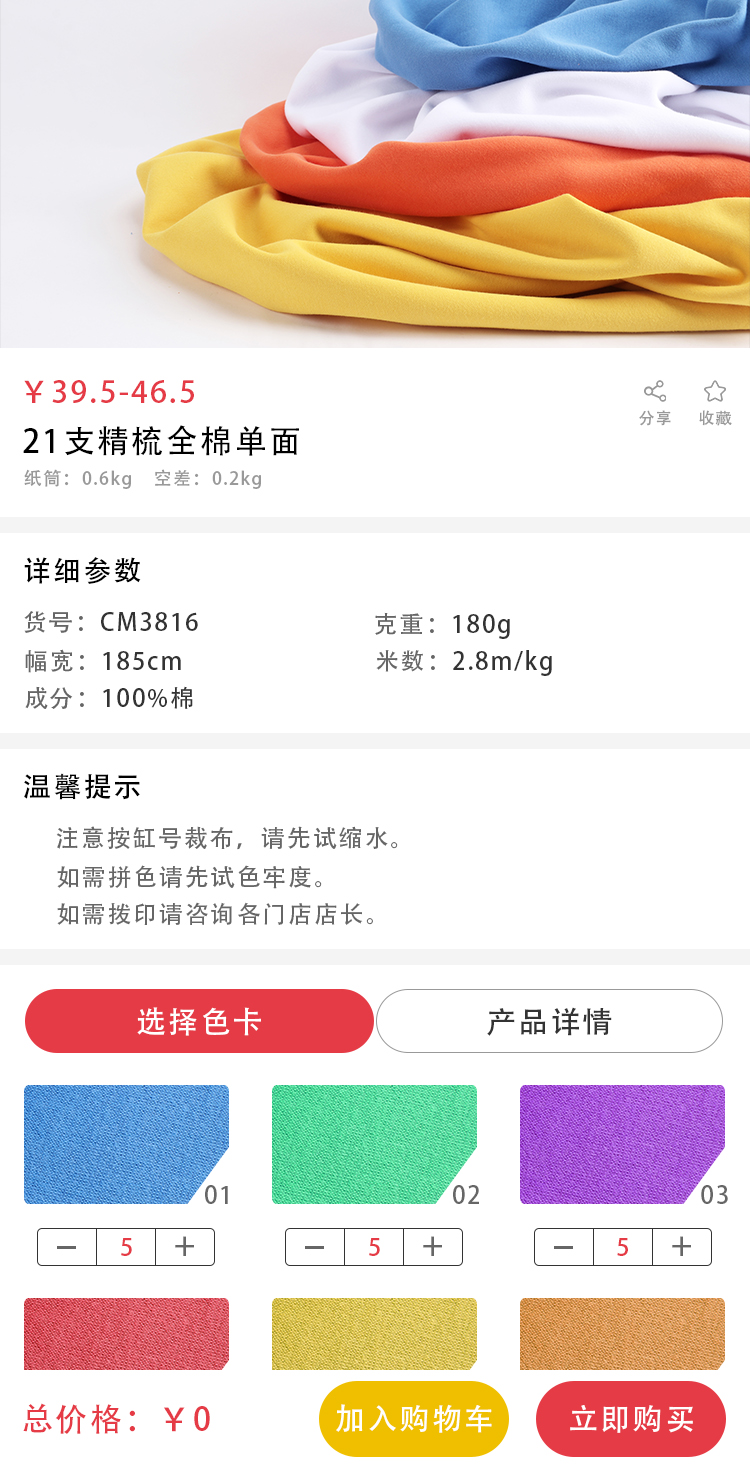 ￥39.5-46.5
分享 收藏
21支精梳全棉单面
纸筒：0.6kg 空差：0.2kg
详细参数
货号：CM3816 克重：180g
幅宽：185cm 米数：2.8m/kg
成分：100%棉
温馨提示
注意按缸号裁布，请先试缩水。
如需拼色请先试色牢度。
如需拨印请咨询各门店店长。
选择色卡 产品详情
01 02 03
— 5 + — 5 + — 5 +
总价格：￥0 加入购物车 立即购买